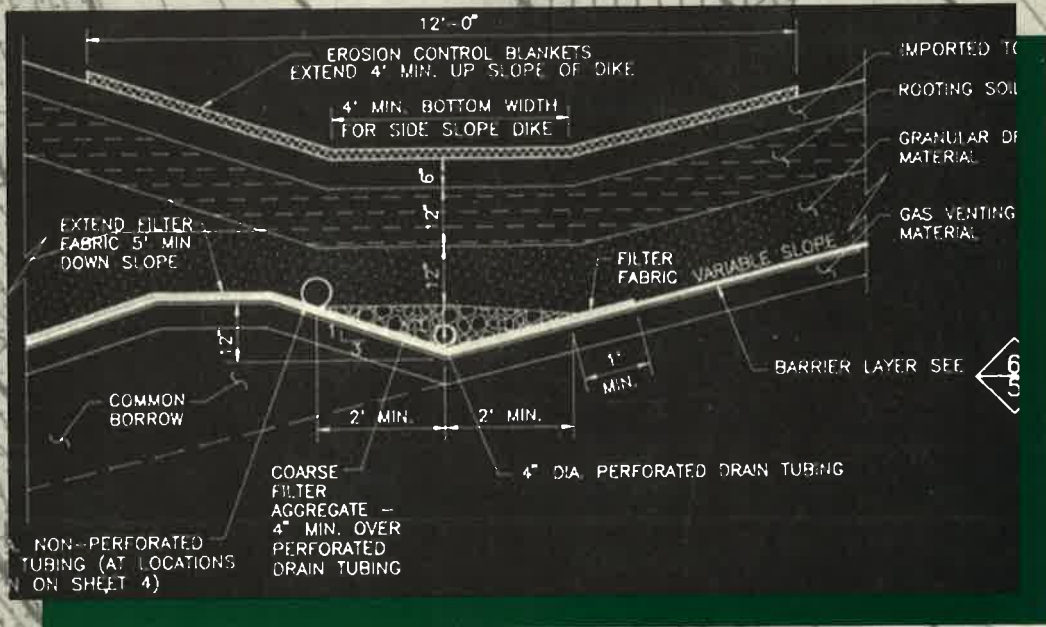 12'-0"
EROSION CONTROL BLANKETS
EXTEND 4' MIN. UP SLOPE OF DIKE
IMPORTED
ROOTING SOIL
4' MIN. BOTTOM WIDTH
FOR SIDE SLOPE DIKE
GRANULAR
MATERIAL
6"
12"
12"
EXTEND FILTER
FABRIC 5' MIN
DOWN SLOPE
GAS VENTING
MATERIAL
FILTER
FABRIC
VARIABLE SLOPE
12"
1
3
1'
MIN.
BARRIER LAYER SEE
6
5
COMMON
BORROW
2' MIN.
2' MIN.
COARSE
FILTER
AGGREGATE -
4" MIN. OVER
PERFORATED
DRAIN TUBING
4" DIA. PERFORATED DRAIN TUBING
NON-PERFORATED
TUBING (AT LOCATIONS
ON SHEET 4)